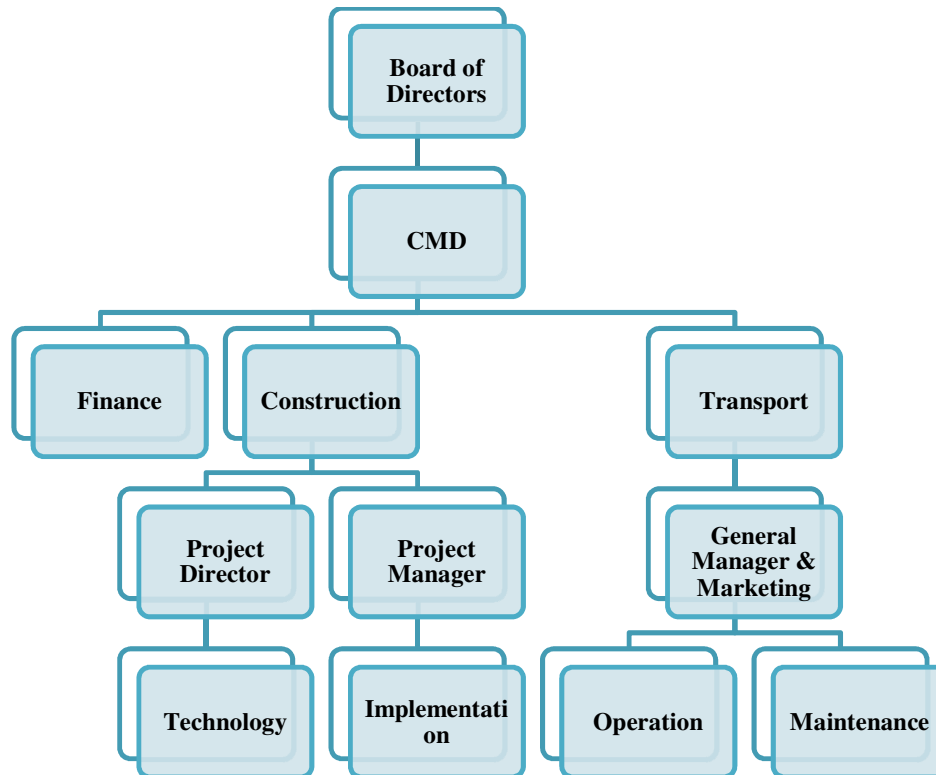 Board of
Directors
CMD
Finance
Construction
Transport
Project
Director
Project
Manager
General
Manager &
Marketing
Technology
Implementati
on
Operation
Maintenance